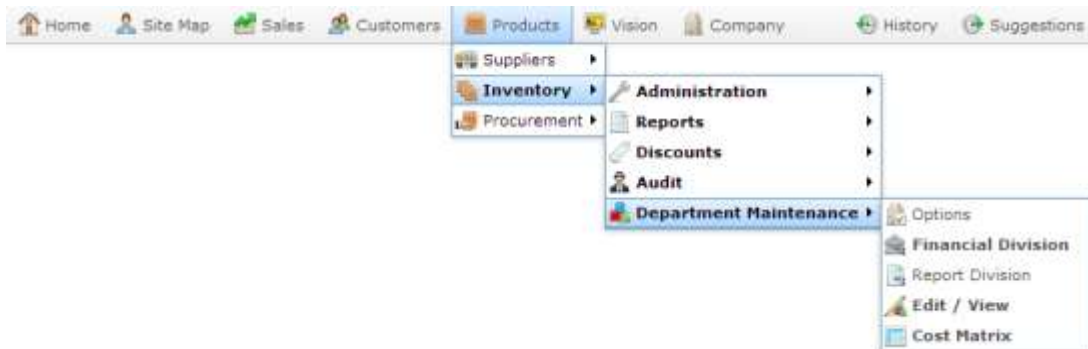 Home Site Map Sales Customers Products Vision Company History Suggestions
Suppliers
Inventory Administration
Procurement Reports
Discounts
Audit
Department Maintenance Options
Financial Division
Report Division
Edit / View
Cost Matrix